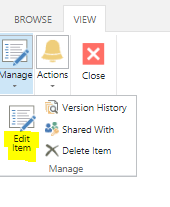 BROWSE VIEW
Manage Actions Close
Edit
Item
Version History
Shared With
Delete Item
Manage